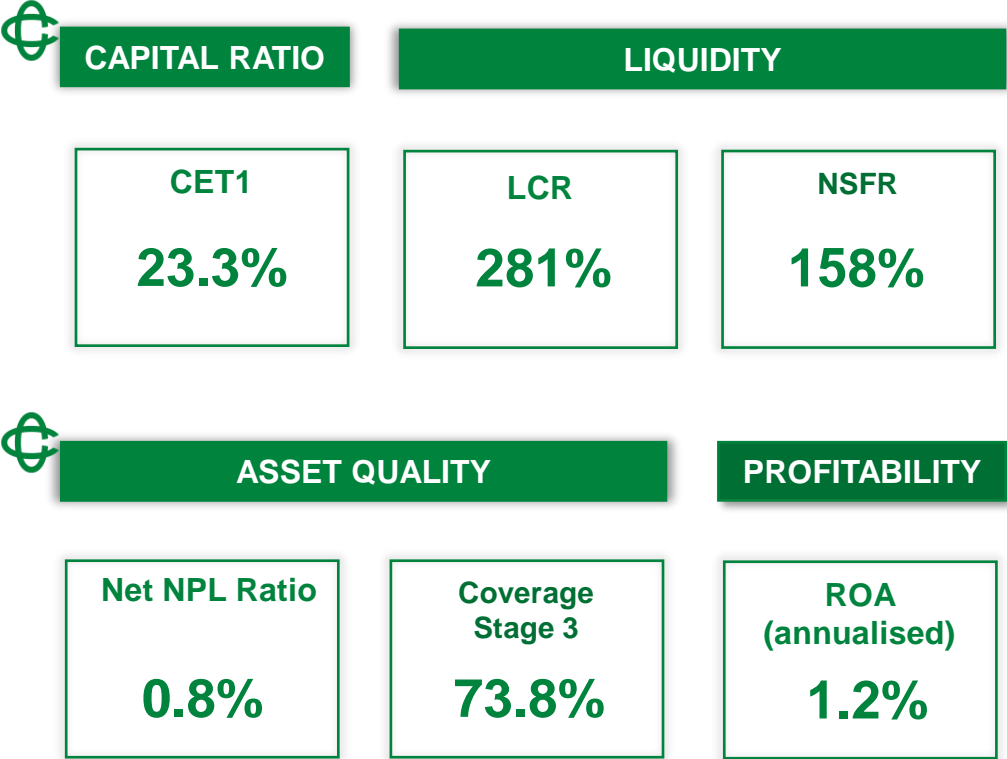 CAPITAL RATIO
LIQUIDITY
CET1
23.3%
LCR
281%
NSFR
158%
ASSET QUALITY
PROFITABILITY
Net NPL Ratio
0.8%
Coverage
Stage 3
73.8%
ROA
(annualised)
1.2%